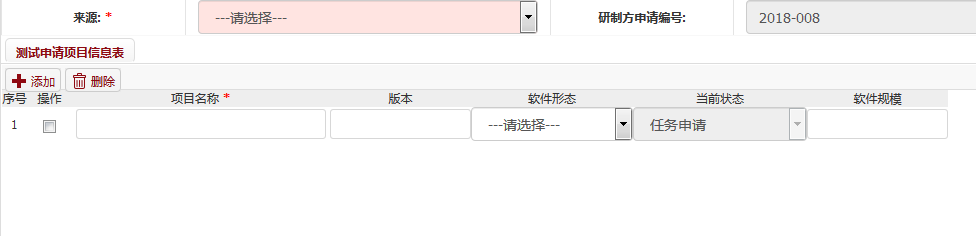 来源: * ---请选择--- 研制方申请编号: 2018-008
测试申请项目信息表
添加 删除
序号 操作 项目名称 * 版本 软件形态 当前状态 软件规模
1 ---请选择--- 任务申请